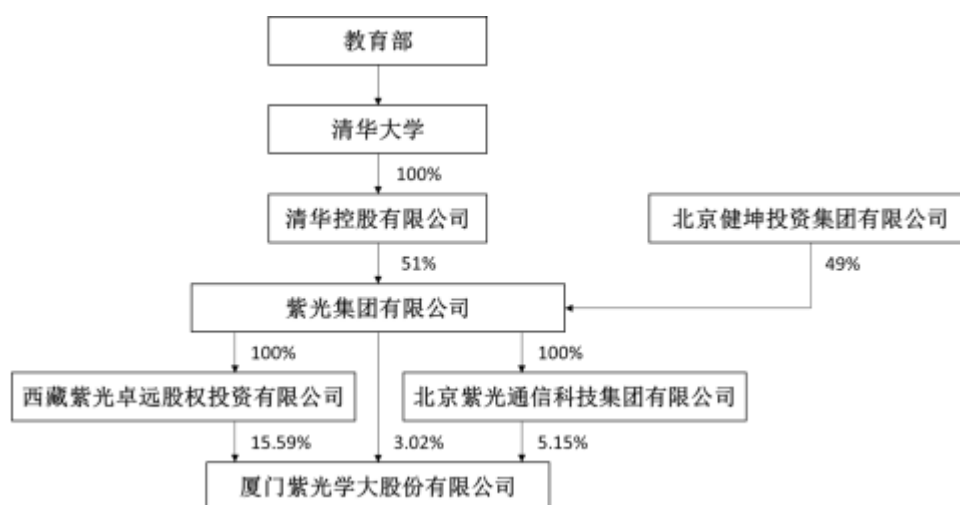 教育部
清华大学
100%
清华控股有限公司
北京健坤投资集团有限公司
51%
49%
紫光集团有限公司
100%
100%
西藏紫光卓远股权投资有限公司
北京紫光通信科技集团有限公司
15.59%
3.02%
5.15%
厦门紫光学大股份有限公司